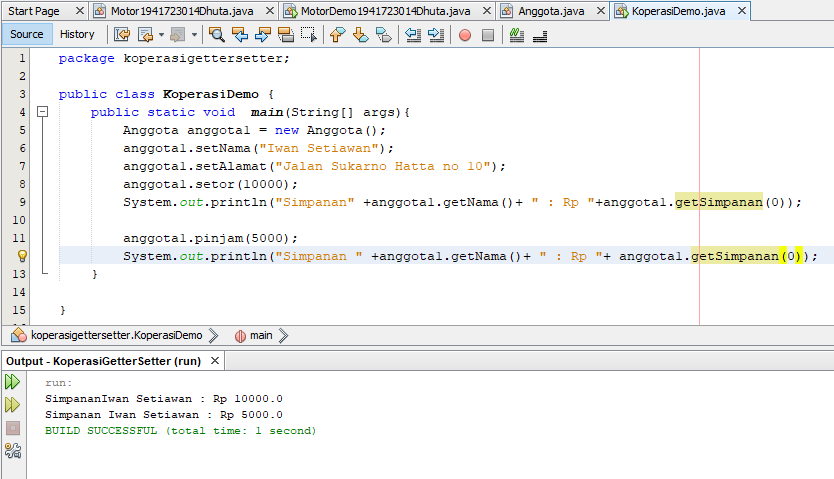 Start Page Motor1941723014Dhuta.java MotorDemo1941723014Dhuta.java Anggota.java KoperasiDemo.java
Source History
1 package koperasigettersetter;
2
3 public class KoperasiDemo {
4 public static void main(String[] args){
5 Anggota anggota1 = new Anggota();
6 anggota1.setNama("Iwan Setiawan");
7 anggota1.setAlamat("Jalan Sukarno Hatta no 10");
8 anggota1.setor(10000);
9 System.out.println("Simpanan" +anggota1.getNama()+ " : Rp "+anggota1.getSimpanan(0));
10
11 anggota1.pinjam(5000);
System.out.println("Simpanan " +anggota1.getNama()+ " : Rp "+ anggota1.getSimpanan(0));
13 }
14
15 }
koperasigettersetter.KoperasiDemo main
Output - KoperasiGetterSetter (run)
run:
SimpananIwan Setiawan : Rp 10000.0
Simpanan Iwan Setiawan : Rp 5000.0
BUILD SUCCESSFUL (total time: 1 second)